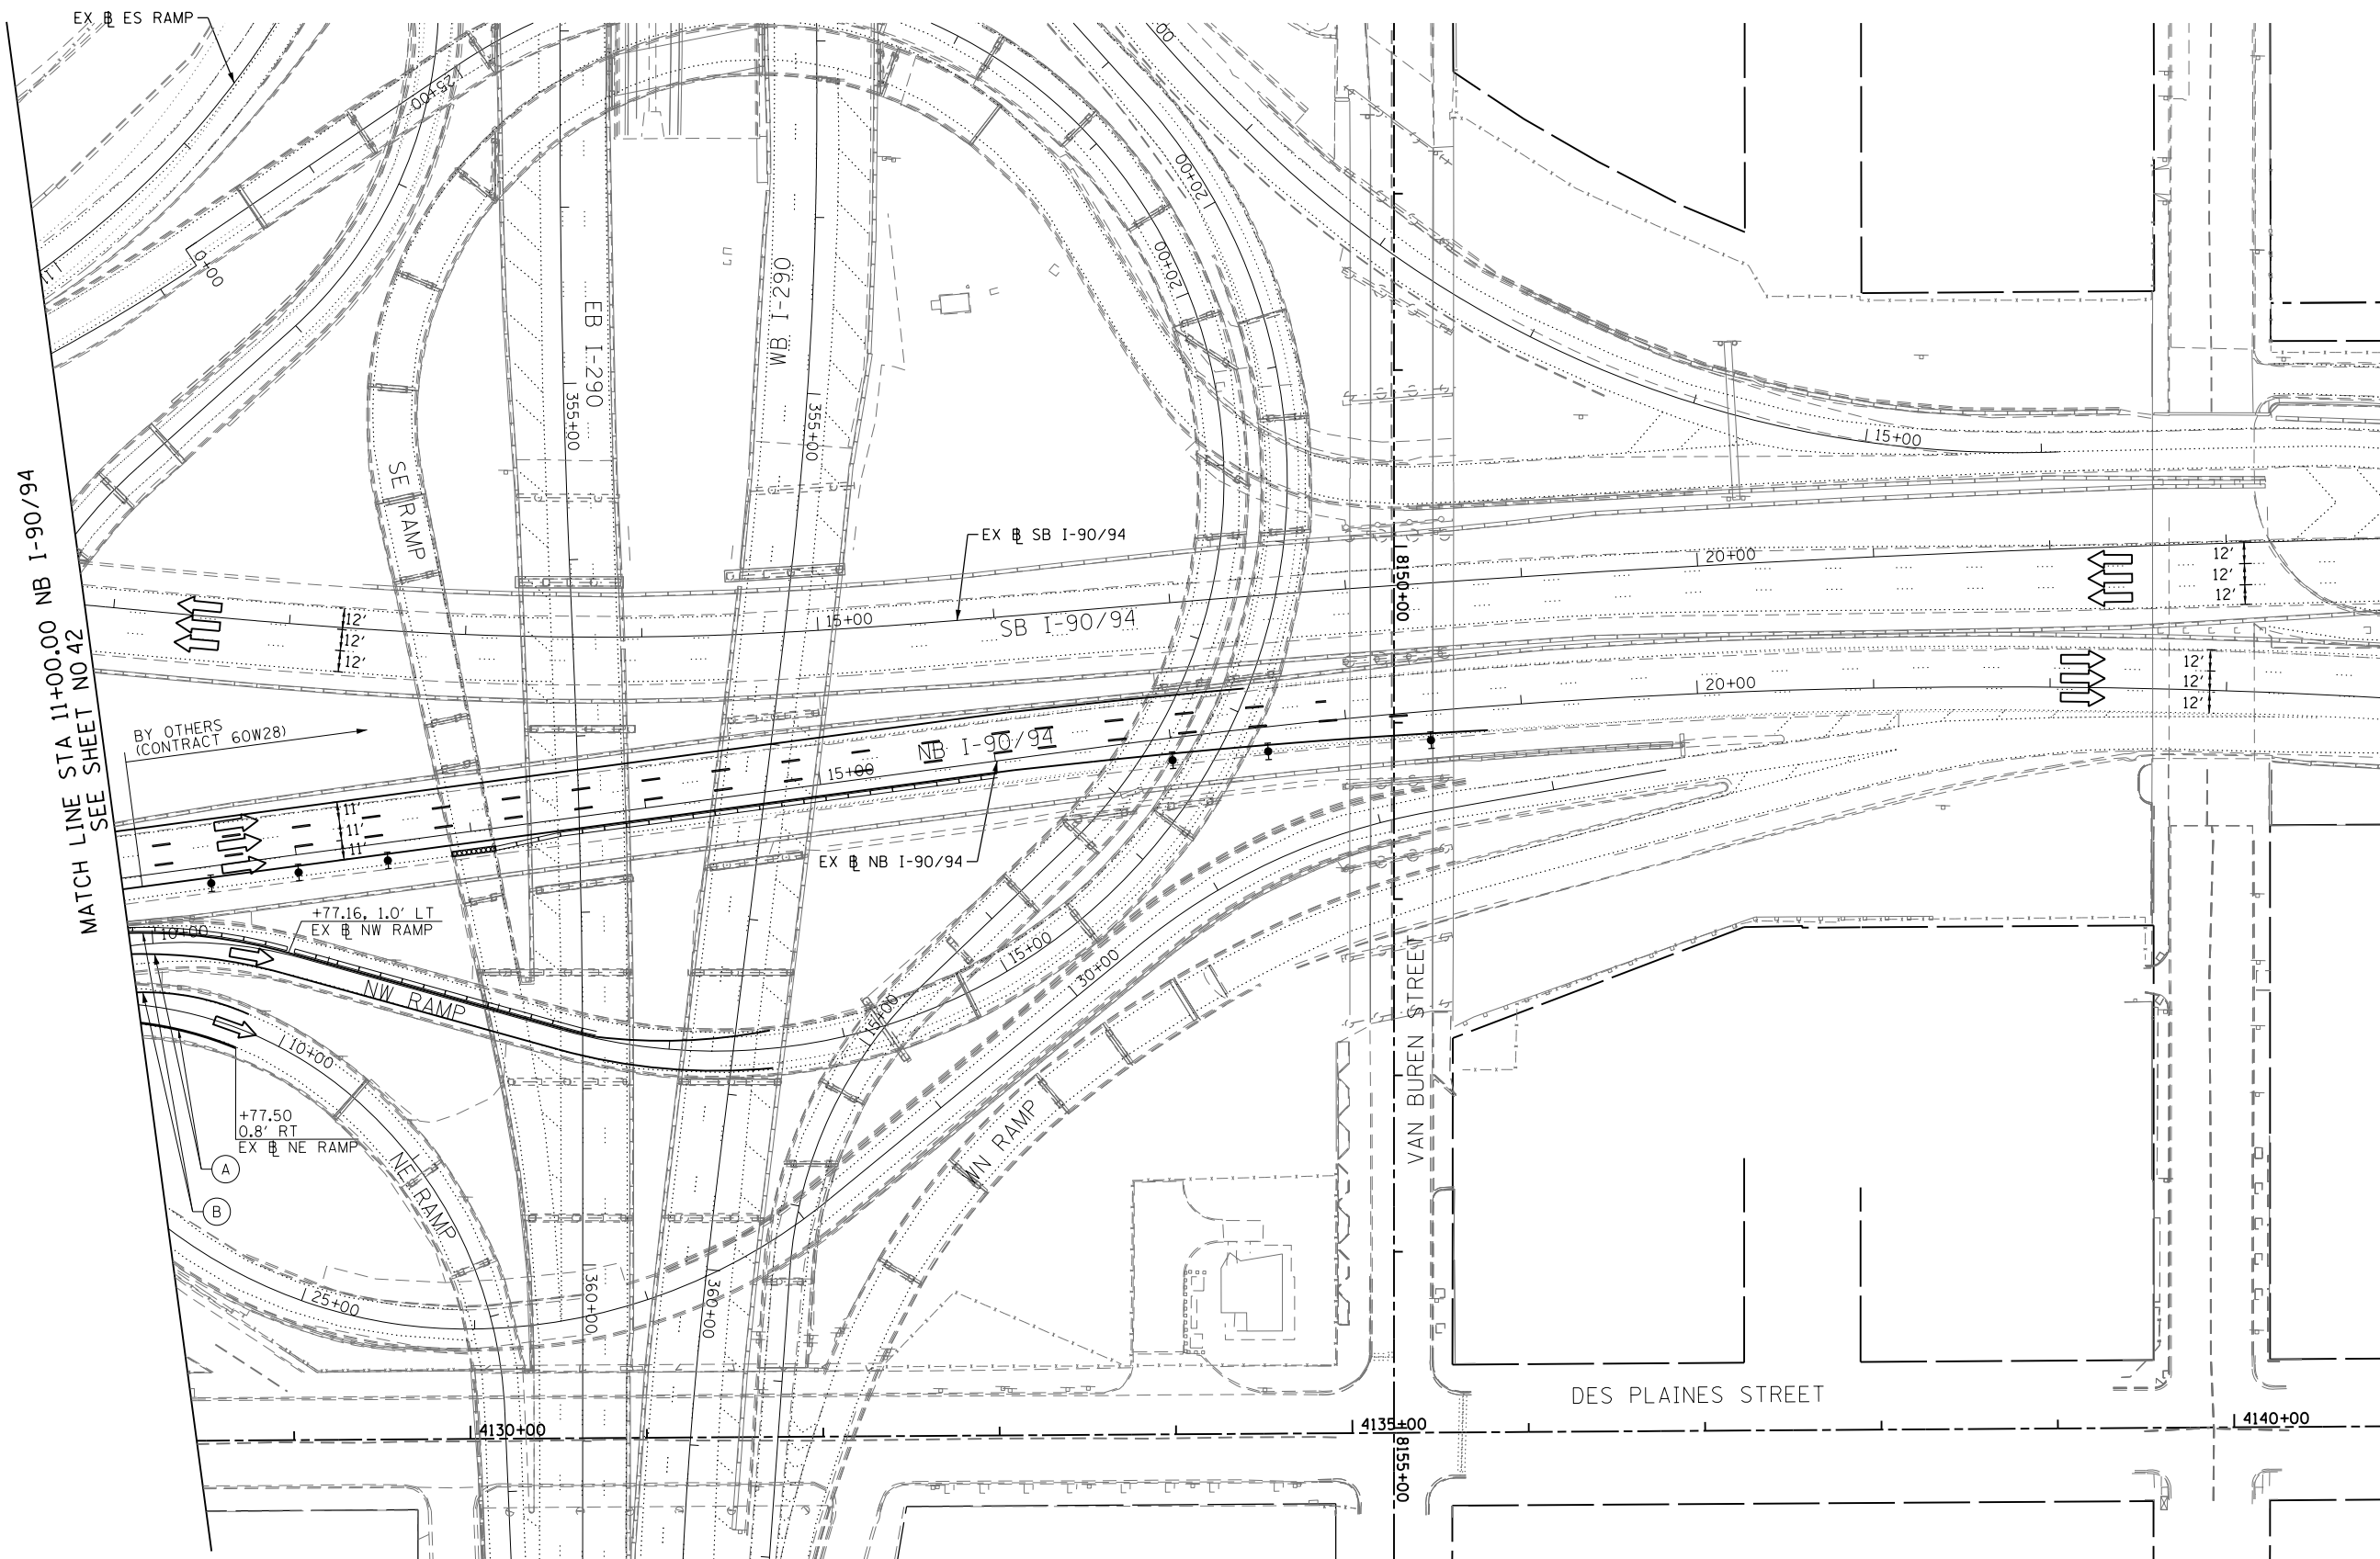 EX ES RAMP
00
25+00
0+00
11
20+00
20+00
EB I-290
WB I-290
355+00
355+00
15+00
SE RAMP
MATCH LINE STA 11+00.00 NB I-90/94
SEE SHEET NO 42
EX SB I-90/94
8150+00
20+00
12'
12'
12'
12'
12'
12'
15+00
SB I-90/94
12'
12'
12'
20+00
BY OTHERS
(CONTRACT 60W28)
NB I-90/94
15+00
11'
11'
11'
EX NB I-90/94
+77.16, 1.0' LT
EX NW RAMP
10+00
15+00
30+00
NW RAMP
15+00
VAN BUREN STREET
10+00
+77.50
0.8' RT
EX NE RAMP
A
B
NE RAMP
WN RAMP
25+00
360+00
360+00
DES PLAINES STREET
4130+00
4135+00
4140+00
8155+00